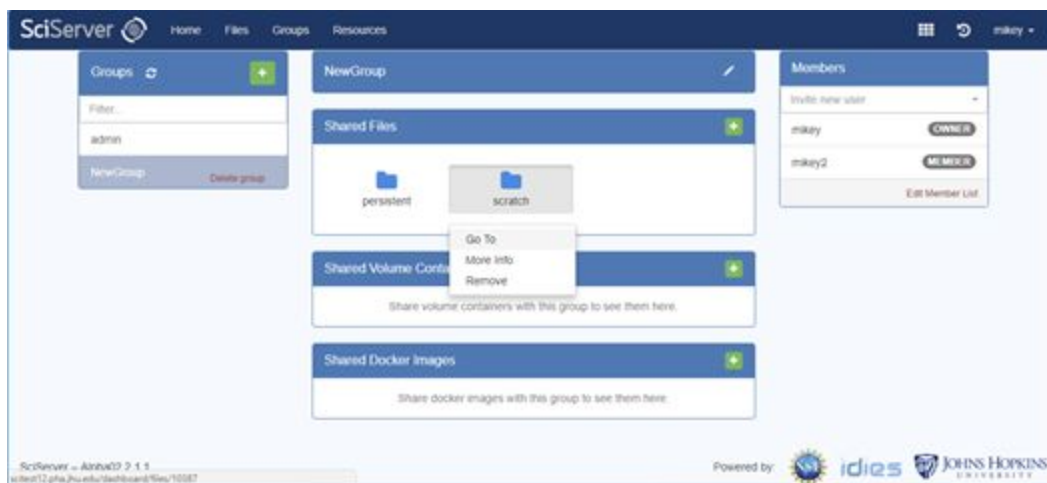 SciServer Home Files Groups Resources mikey
Groups
Filter...
admin
NewGroup Delete group
NewGroup
Shared Files
persistent scratch
Go To
More Info
Remove
Shared Volume Conta
Share volume containers with this group to see them here.
Shared Docker Images
Share docker images with this group to see them here.
Members
Invite new user
mikey OWNER
mikey2 MEMBER
Edit Member List
SciServer – Alpha02 2.1.1
Powered by NSF idies JOHNS HOPKINS
UNIVERSITY